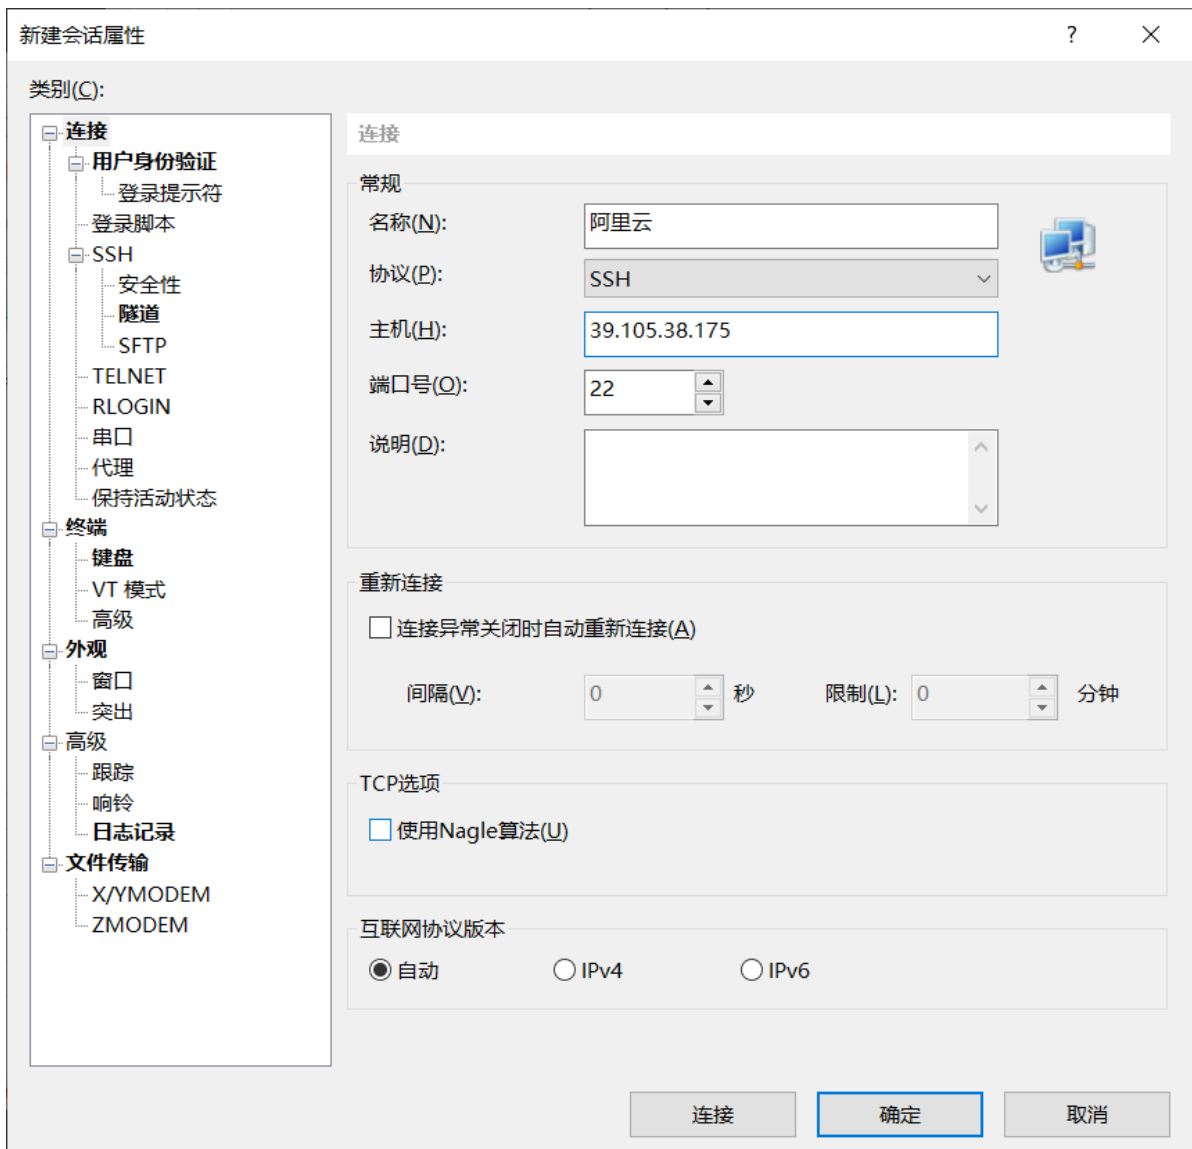 新建会话属性
?
类别(C):
连接
用户身份验证
登录提示符
登录脚本
SSH
安全性
隧道
SFTP
TELNET
RLOGIN
串口
代理
保持活动状态
终端
键盘
VT 模式
高级
外观
窗口
突出
高级
跟踪
响铃
日志记录
文件传输
X/YMODEM
ZMODEM
连接
常规
名称(N): 阿里云
协议(P): SSH
主机(H): 39.105.38.175
端口号(O): 22
说明(D):
重新连接
连接异常关闭时自动重新连接(A)
间隔(V): 0 秒 限制(L): 0 分钟
TCP选项
使用Nagle算法(U)
互联网协议版本
自动 IPv4 IPv6
连接 确定 取消